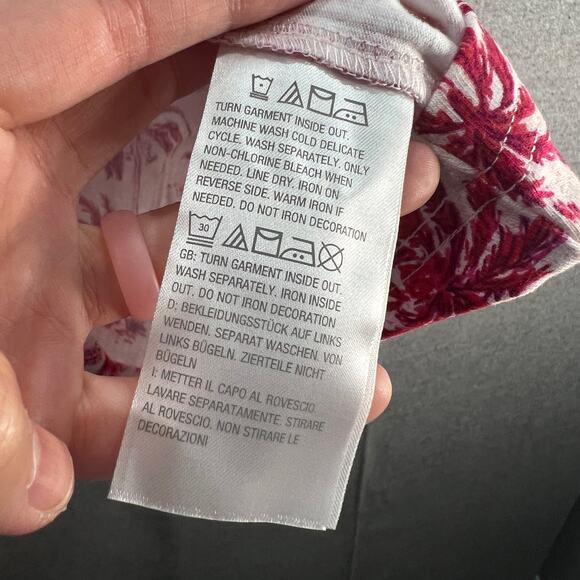 TURN GARMENT INSIDE OUT.
MACHINE WASH COLD DELICATE
CYCLE. WASH SEPARATELY. ONLY
NON-CHLORINE BLEACH WHEN
NEEDED. LINE DRY. IRON ON
REVERSE SIDE. WARM IRON IF
NEEDED. DO NOT IRON DECORATION
30
GB: TURN GARMENT INSIDE OUT.
WASH SEPARATELY. IRON INSIDE
OUT. DO NOT IRON DECORATION
D: BEKLEIDUNGSSTÜCK AUF LINKS
WENDEN. SEPARAT WASCHEN. VON
LINKS BÜGELN. ZIERTEILE NICHT
BÜGELN
I: METTER IL CAPO AL ROVESCIO.
LAVARE SEPARATAMENTE. STIRARE
AL ROVESCIO. NON STIRARE LE
DECORAZIONI